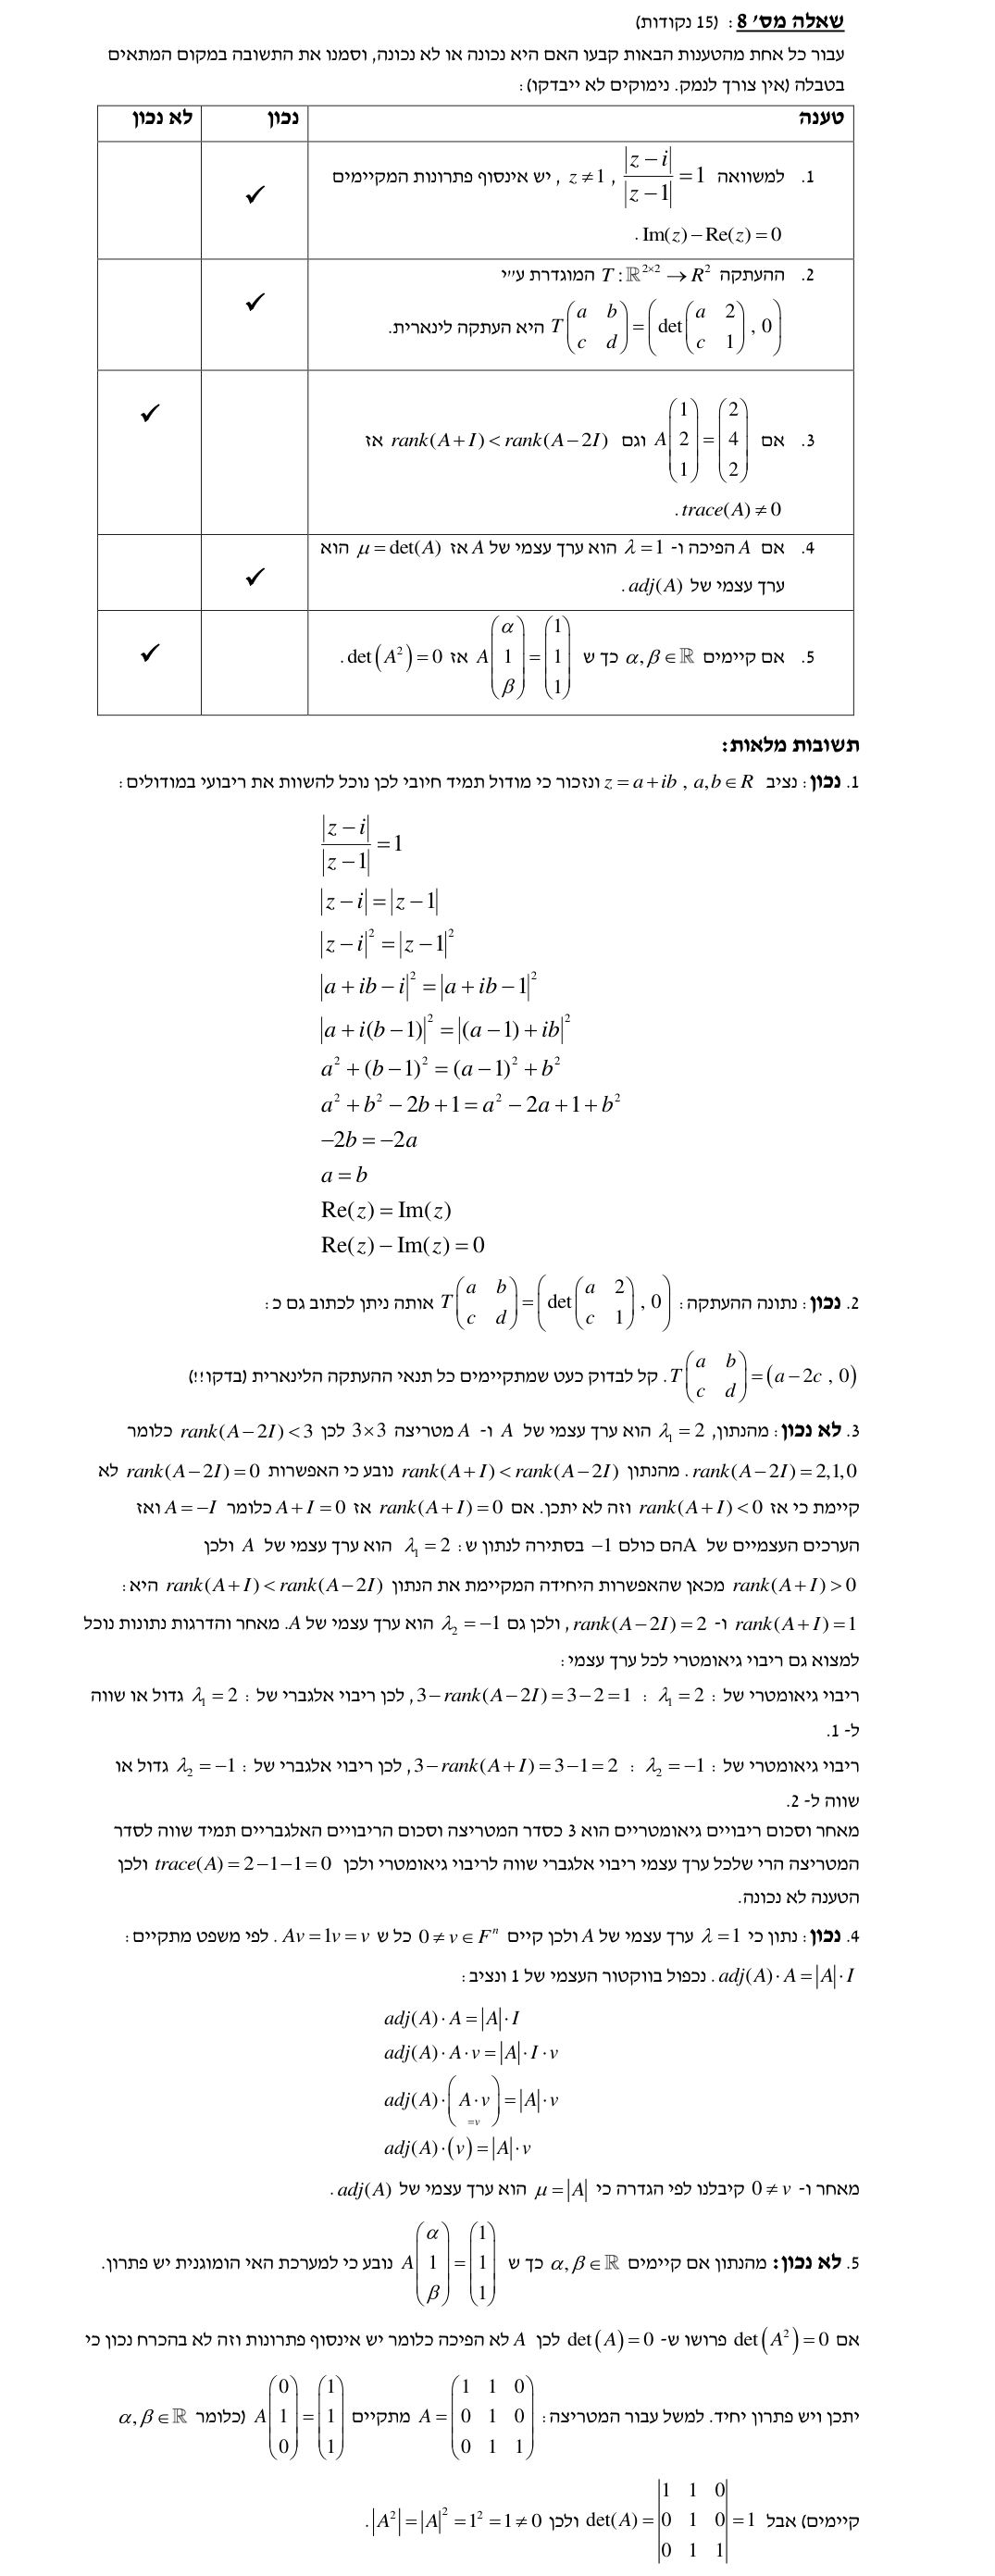 שאלה מס' 8 : (15 נקודות)
עבור כל אחת מהטענות הבאות קבעו האם היא נכונה או לא נכונה, וסמנו את התשובה במקום המתאים
בטבלה (אין צורך לנמק. נימוקים לא ייבדקו):
טענה נכון לא נכון
1. למשוואה |z−i|/|z−1| = 1 , z ≠ 1 , יש אינסוף פתרונות המקיימים ✓
Im(z) − Re(z) = 0 .
2. ההעתקה T : ℝ^{2×2} → R² המוגדרת ע"י ✓
T(a b; c d) = (det(a 2; c 1) , 0) היא העתקה לינארית.
3. אם A(1; 2; 1) = (2; 4; 2) וגם rank(A+I) < rank(A−2I) אז ✓
trace(A) ≠ 0 .
4. אם A הפיכה ו- λ = 1 הוא ערך עצמי של A אז μ = det(A) הוא ✓
ערך עצמי של adj(A) .
5. אם קיימים α, β ∈ ℝ כך ש A(α; 1; β) = (1; 1; 1) אז det(A²) = 0 . ✓
תשובות מלאות:
1. נכון : נציב z = a + ib , a,b ∈ R ונזכור כי מודול תמיד חיובי לכן נוכל להשוות את ריבועי במודולים :
|z−i|/|z−1| = 1
|z−i| = |z−1|
|z−i|² = |z−1|²
|a+ib−i|² = |a+ib−1|²
|a+i(b−1)|² = |(a−1)+ib|²
a² + (b−1)² = (a−1)² + b²
a² + b² − 2b + 1 = a² − 2a + 1 + b²
−2b = −2a
a = b
Re(z) = Im(z)
Re(z) − Im(z) = 0
2. נכון : נתונה ההעתקה : T(a b; c d) = (det(a 2; c 1) , 0) אותה ניתן לכתוב גם כ :
T(a b; c d) = (a − 2c , 0) . קל לבדוק כעט שמתקיימים כל תנאי ההעתקה הלינארית (בדקו!!)
3. לא נכון : מהנתון, λ₁ = 2 הוא ערך עצמי של A ו- A מטריצה 3×3 לכן rank(A−2I) < 3 כלומר
rank(A−2I) = 2,1,0 . מהנתון rank(A+I) < rank(A−2I) נובע כי האפשרות rank(A−2I) = 0 לא
קיימת כי אז rank(A+I) < 0 וזה לא יתכן. אם rank(A+I) = 0 אז A+I = 0 כלומר A = −I ואז
הערכים העצמיים של A הם כולם −1 בסתירה לנתון ש : λ₁ = 2 הוא ערך עצמי של A ולכן
rank(A+I) > 0 מכאן שהאפשרות היחידה המקיימת את הנתון rank(A+I) < rank(A−2I) היא :
rank(A+I) = 1 ו- rank(A−2I) = 2 , ולכן גם λ₂ = −1 הוא ערך עצמי של A. מאחר והדרגות נתונות נוכל
למצוא גם ריבוי גיאומטרי לכל ערך עצמי :
ריבוי גיאומטרי של : λ₁ = 2 : 3 − rank(A−2I) = 3−2 = 1 , לכן ריבוי אלגברי של : λ₁ = 2 גדול או שווה
ל- 1.
ריבוי גיאומטרי של : λ₂ = −1 : 3 − rank(A+I) = 3−1 = 2 , לכן ריבוי אלגברי של : λ₂ = −1 גדול או
שווה ל- 2.
מאחר וסכום ריבויים גיאומטריים הוא 3 כסדר המטריצה וסכום הריבויים האלגבריים תמיד שווה לסדר
המטריצה הרי שלכל ערך עצמי ריבוי אלגברי שווה לריבוי גיאומטרי ולכן trace(A) = 2−1−1 = 0 ולכן
הטענה לא נכונה.
4. נכון : נתון כי λ = 1 ערך עצמי של A ולכן קיים 0 ≠ v ∈ Fⁿ כל ש Av = 1v = v . לפי משפט מתקיים :
adj(A)·A = |A|·I . נכפול בווקטור העצמי של 1 ונציב :
adj(A)·A = |A|·I
adj(A)·A·v = |A|·I·v
adj(A)·(A·v) = |A|·v
=v
adj(A)·(v) = |A|·v
מאחר ו- 0 ≠ v קיבלנו לפי הגדרה כי μ = |A| הוא ערך עצמי של adj(A) .
5. לא נכון: מהנתון אם קיימים α, β ∈ ℝ כך ש A(α; 1; β) = (1; 1; 1) נובע כי למערכת האי הומוגנית יש פתרון.
אם det(A²) = 0 פרושו ש- det(A) = 0 לכן A לא הפיכה כלומר יש אינסוף פתרונות וזה לא בהכרח נכון כי
יתכן ויש פתרון יחיד. למשל עבור המטריצה : A = (1 1 0; 0 1 0; 0 1 1) מתקיים A(0; 1; 0) = (1; 1; 1) (כלומר α, β ∈ ℝ
קיימים) אבל det(A) = |1 1 0; 0 1 0; 0 1 1| = 1 ולכן |A²| = |A|² = 1² = 1 ≠ 0 .